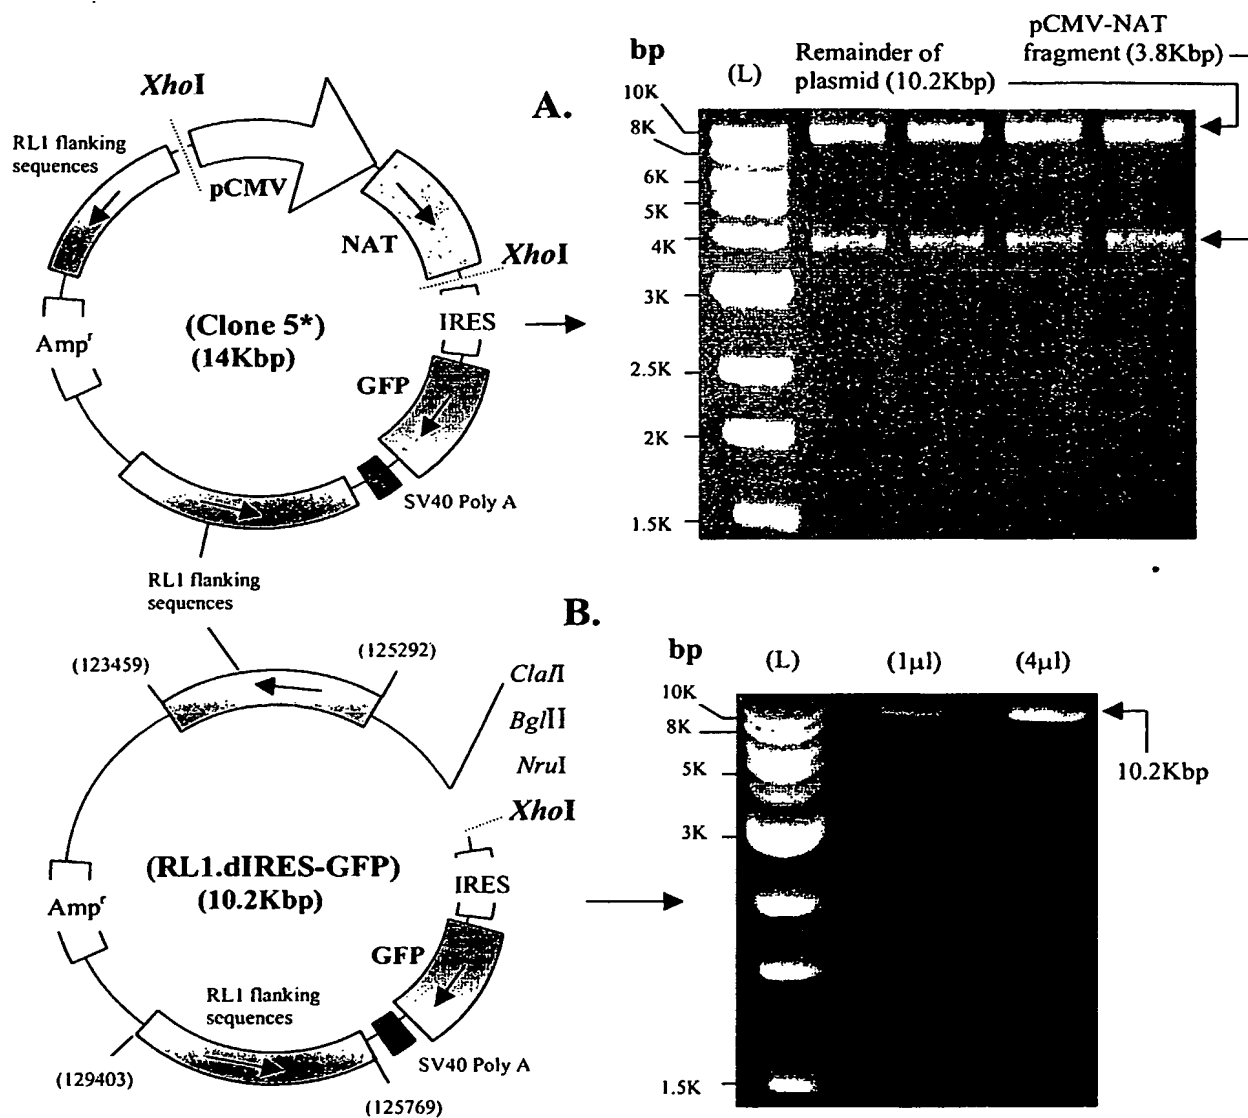 A.
XhoI
RL1 flanking
sequences
pCMV
NAT
XhoI
(Clone 5*)
(14Kbp)
IRES
Ampʳ
GFP
SV40 Poly A
RL1 flanking
sequences
bp
(L)
Remainder of
plasmid (10.2Kbp)
pCMV-NAT
fragment (3.8Kbp)
10K
8K
6K
5K
4K
3K
2.5K
2K
1.5K
B.
(123459)
(125292)
ClaII
BglII
NruI
XhoI
(RL1.dIRES-GFP)
(10.2Kbp)
IRES
Ampʳ
GFP
RL1 flanking
sequences
SV40 Poly A
(129403)
(125769)
bp
(L)
(1µl)
(4µl)
10K
8K
5K
3K
1.5K
10.2Kbp